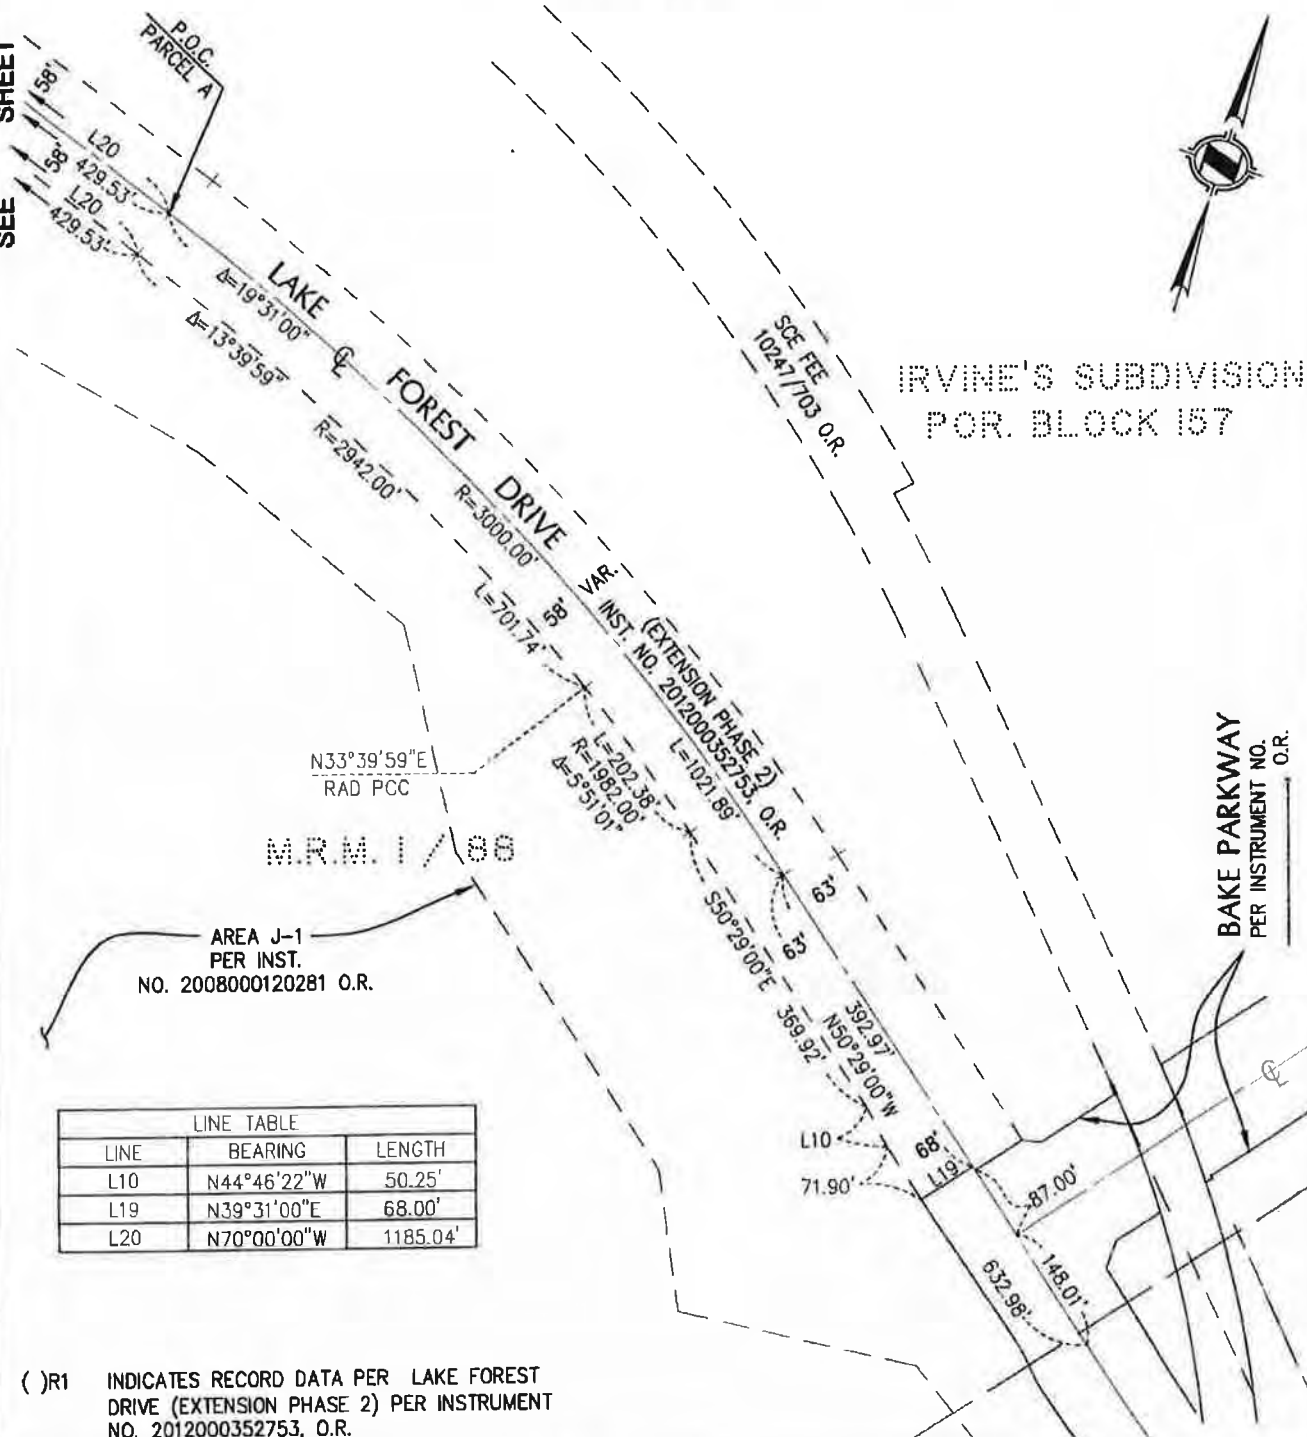 SEE SHEET
P.O.C.
PARCEL A
58'
58'
L20
429.53'
L20
429.53'
LAKE FOREST DRIVE
Δ=19°31'00"
Δ=13°39'59"
℄
R=2942.00'
R=3000.00'
L=701.74'
58'
VAR.
(EXTENSION PHASE 2)
INST. NO. 2012000352753, O.R.
L=1021.89'
L=202.38'
R=1982.00'
Δ=5°51'01"
SCE FEE
10247/703 O.R.
IRVINE'S SUBDIVISION
POR. BLOCK 157
N33°39'59"E
RAD PCC
M.R.M. 1 / 88
AREA J-1
PER INST.
NO. 2008000120281 O.R.
63'
63'
S50°29'00"E 369.92'
392.97'
N50°29'00"W
BAKE PARKWAY
PER INSTRUMENT NO.
O.R.
℄
L10
71.90'
68'
L19
87.00'
148.01'
632.98'
LINE TABLE
LINE BEARING LENGTH
L10 N44°46'22"W 50.25'
L19 N39°31'00"E 68.00'
L20 N70°00'00"W 1185.04'
( )R1 INDICATES RECORD DATA PER LAKE FOREST
DRIVE (EXTENSION PHASE 2) PER INSTRUMENT
NO. 2012000352753, O.R.